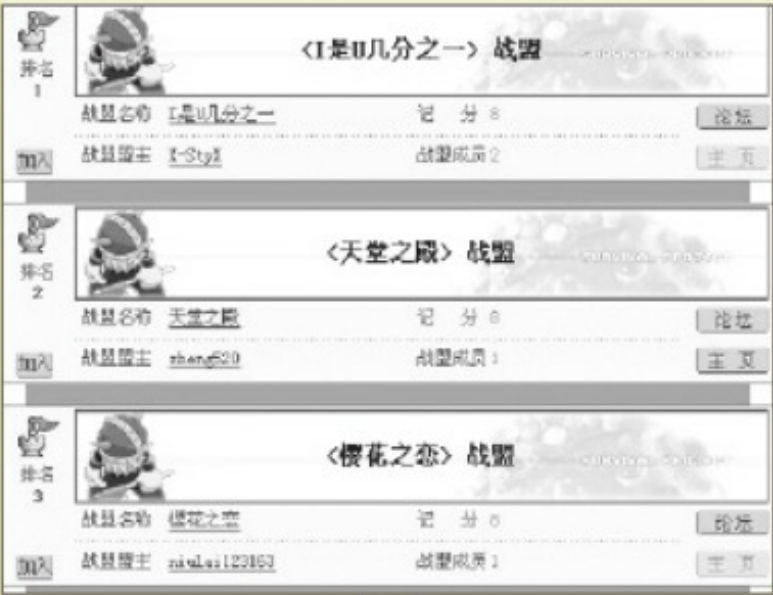 <I是U几分之一> 战盟
排名
1
战盟名称 I是U几分之一 记 分 8 论坛
加入 战盟盟主 X-StyX 战盟成员 2 主 页
<天堂之殿> 战盟
排名
2
战盟名称 天堂之殿 记 分 8 论坛
加入 战盟盟主 战盟成员 1 主 页
<樱花之恋> 战盟
排名
3
战盟名称 樱花之恋 记 分 论坛
加入 战盟盟主 战盟成员 1 主 页